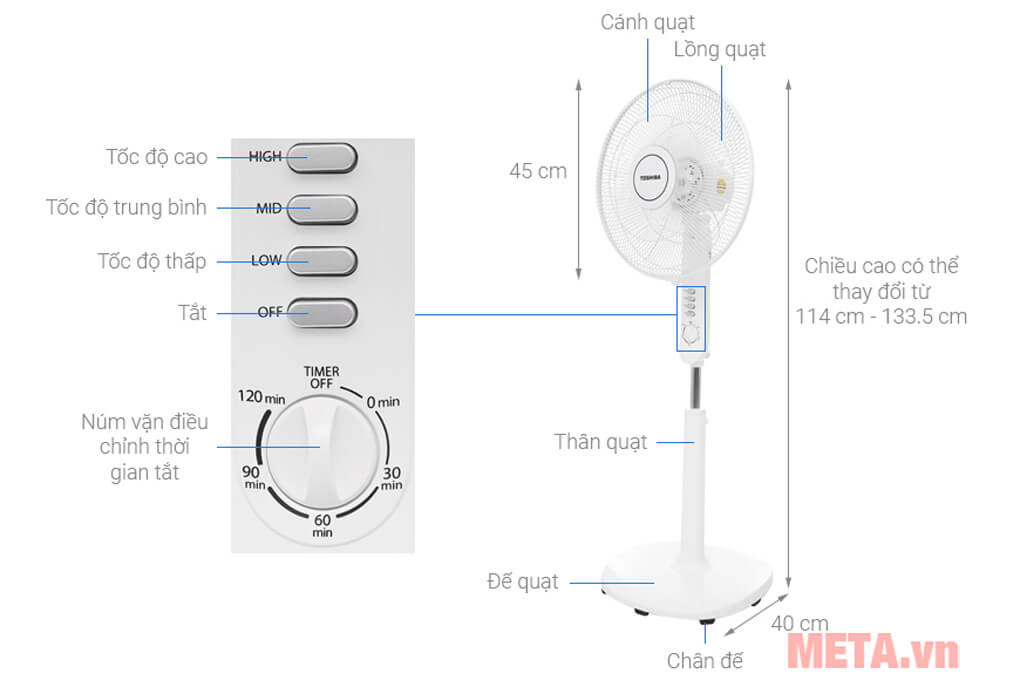 Cánh quạt
Lồng quạt
45 cm
TOSHIBA
Tốc độ cao
HIGH
Tốc độ trung bình
MID
Tốc độ thấp
LOW
Tắt
OFF
Chiều cao có thể
thay đổi từ
114 cm - 133.5 cm
TIMER
OFF
120 min
0 min
Núm vặn điều
chỉnh thời
gian tắt
90
min
30
min
60
min
Thân quạt
Đế quạt
40 cm
Chân đế
META.vn